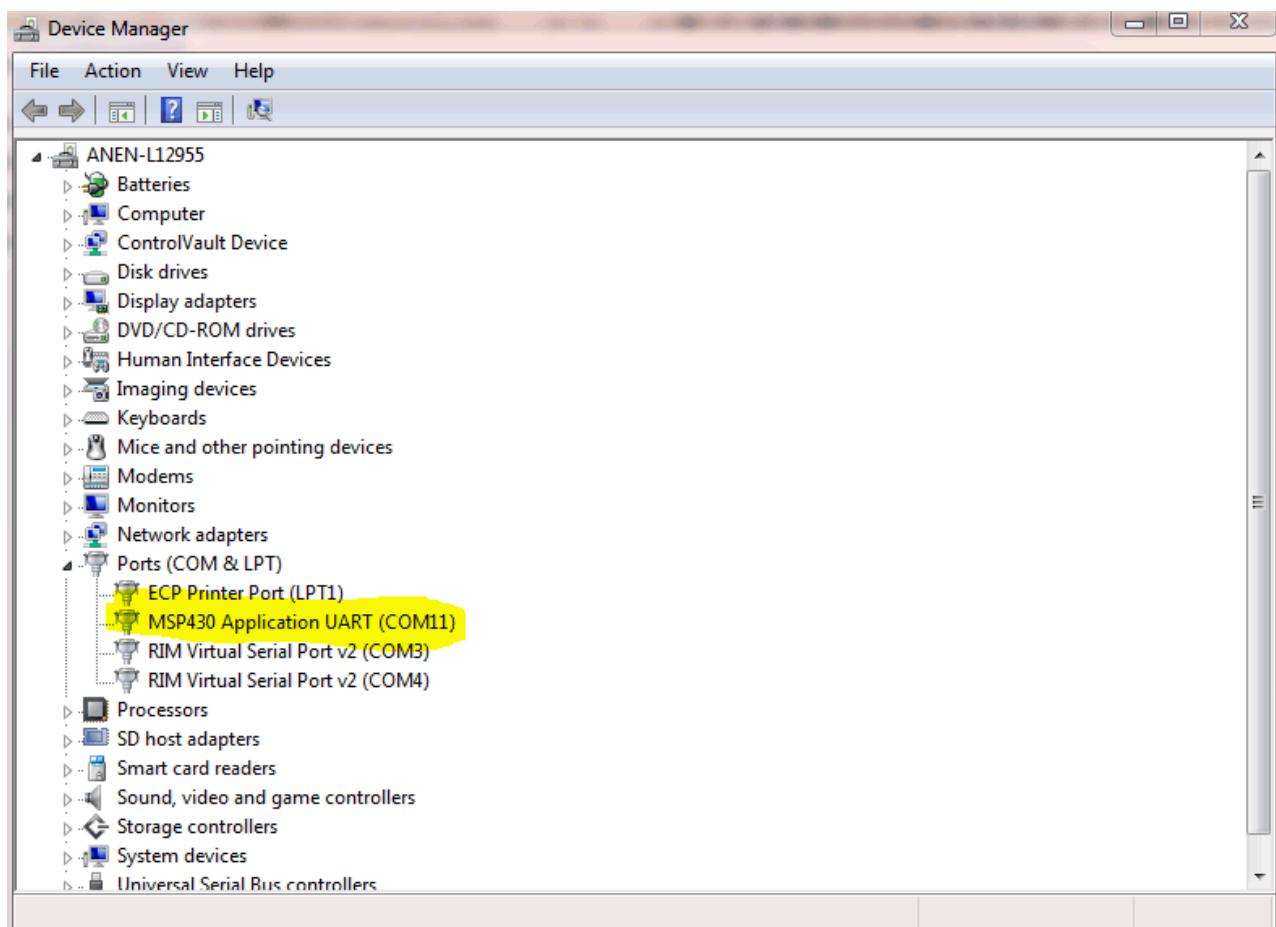 Device Manager
File Action View Help
ANEN-L12955
Batteries
Computer
ControlVault Device
Disk drives
Display adapters
DVD/CD-ROM drives
Human Interface Devices
Imaging devices
Keyboards
Mice and other pointing devices
Modems
Monitors
Network adapters
Ports (COM & LPT)
ECP Printer Port (LPT1)
MSP430 Application UART (COM11)
RIM Virtual Serial Port v2 (COM3)
RIM Virtual Serial Port v2 (COM4)
Processors
SD host adapters
Smart card readers
Sound, video and game controllers
Storage controllers
System devices
Universal Serial Bus controllers